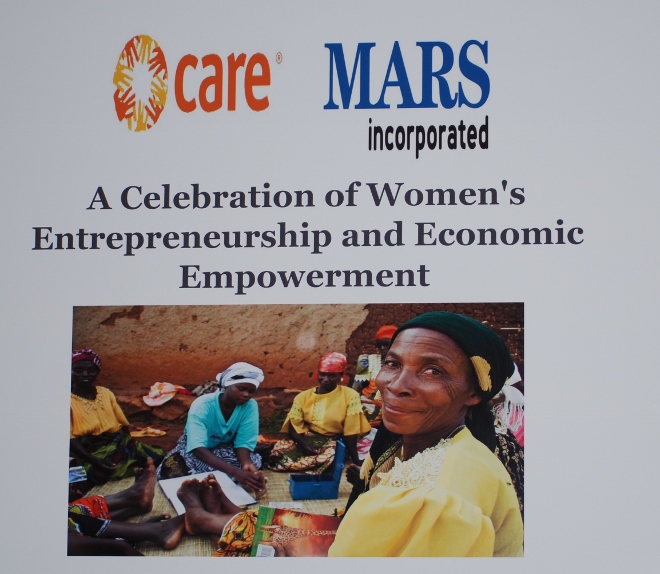 care®
MARS
incorporated
A Celebration of Women's
Entrepreneurship and Economic
Empowerment